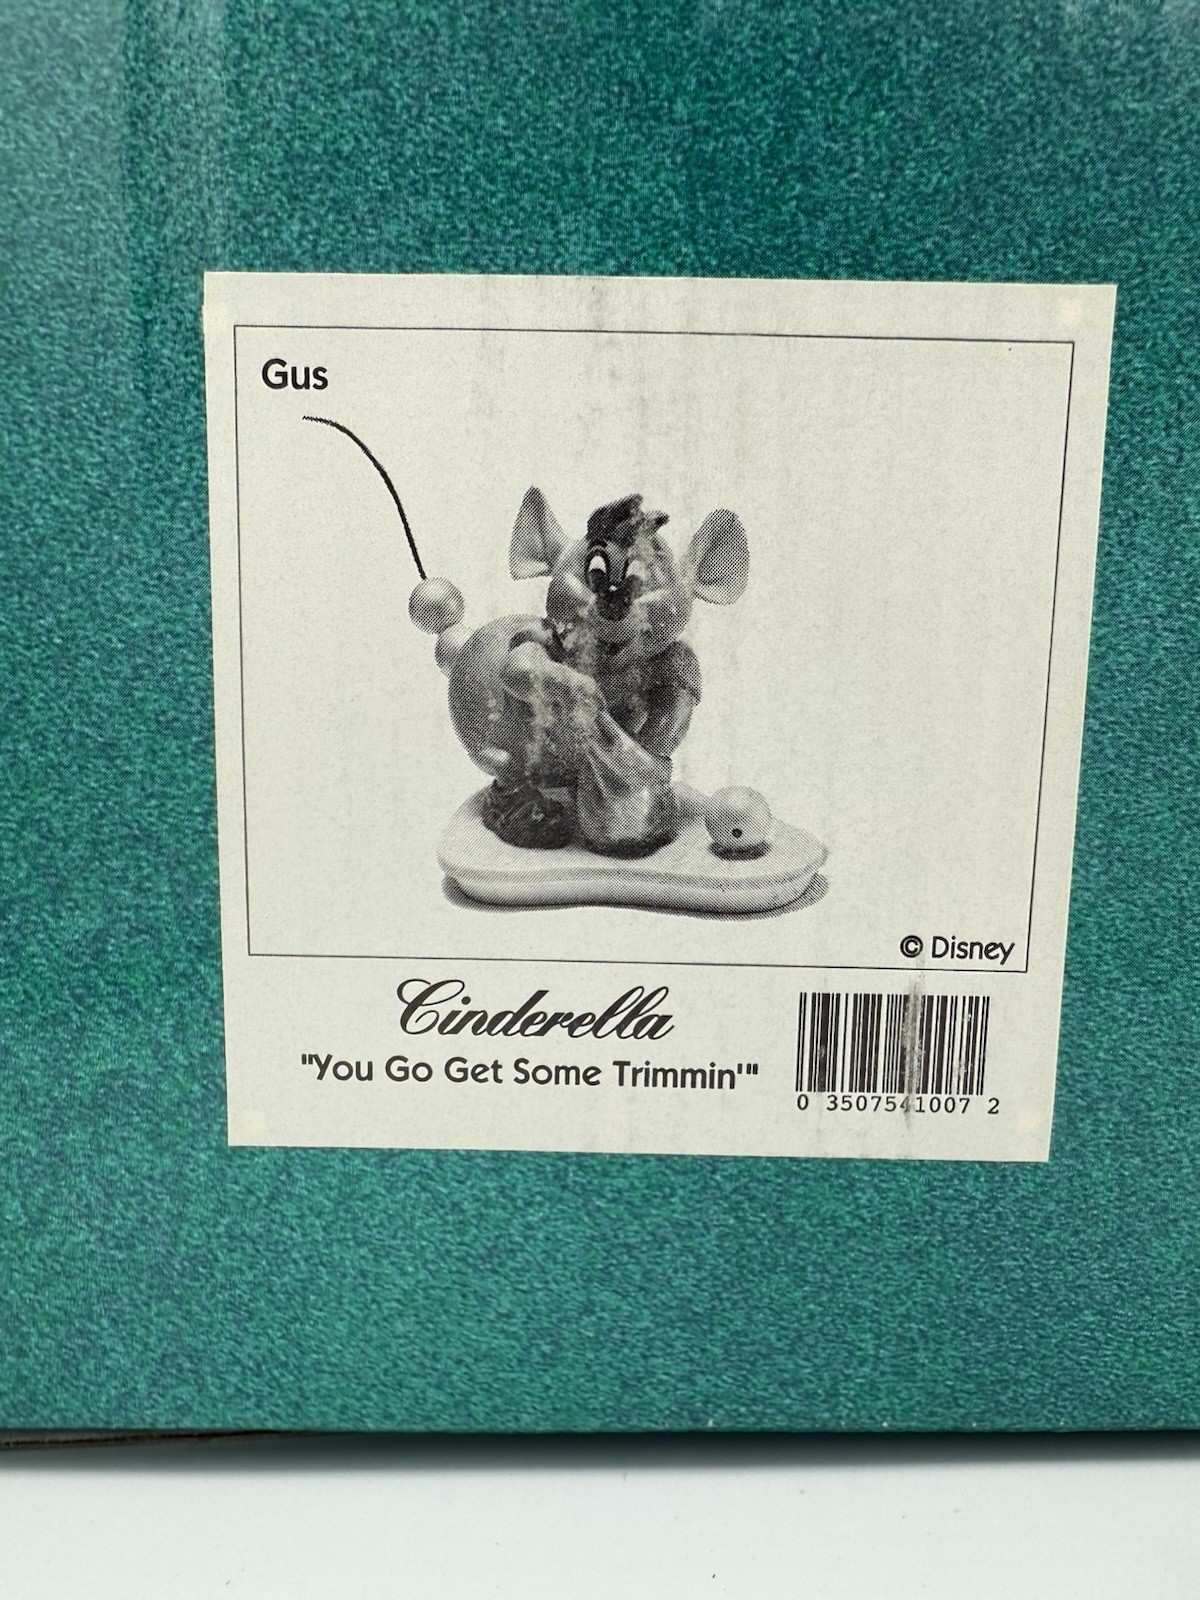 Gus
© Disney
Cinderella
"You Go Get Some Trimmin'"
0 3507541007 2